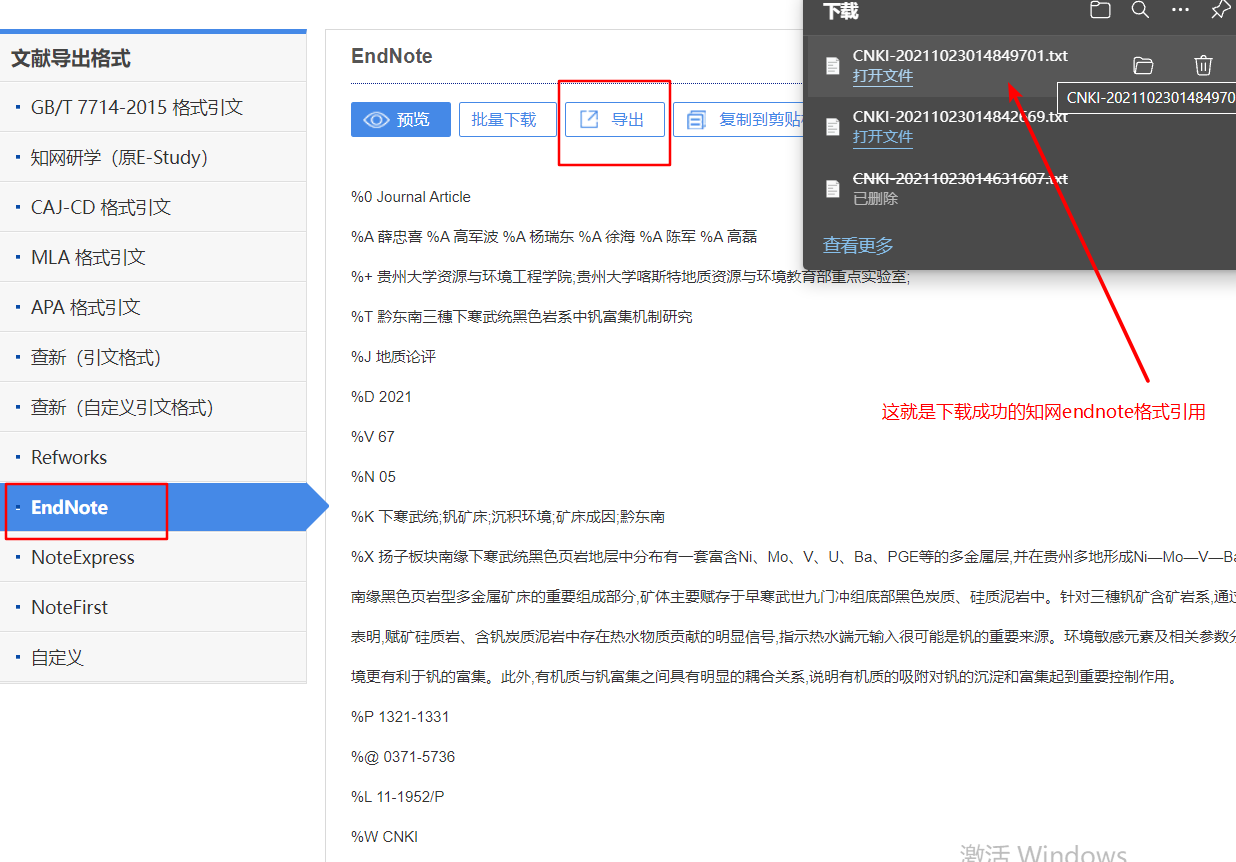 文献导出格式
GB/T 7714-2015 格式引文
知网研学（原E-Study）
CAJ-CD 格式引文
MLA 格式引文
APA 格式引文
查新（引文格式）
查新（自定义引文格式）
Refworks
EndNote
NoteExpress
NoteFirst
自定义
EndNote
预览
批量下载
导出
复制到剪贴
%0 Journal Article
%A 薛忠喜 %A 高军波 %A 杨瑞东 %A 徐海 %A 陈军 %A 高磊
%+ 贵州大学资源与环境工程学院;贵州大学喀斯特地质资源与环境教育部重点实验室;
%T 黔东南三穗下寒武统黑色岩系中钒富集机制研究
%J 地质论评
%D 2021
%V 67
%N 05
%K 下寒武统;钒矿床;沉积环境;矿床成因;黔东南
%X 扬子板块南缘下寒武统黑色页岩地层中分布有一套富含Ni、Mo、V、U、Ba、PGE等的多金属层,并在贵州多地形成Ni—Mo—V—Ba
南缘黑色页岩型多金属矿床的重要组成部分,矿体主要赋存于早寒武世九门冲组底部黑色炭质、硅质泥岩中。针对三穗钒矿含矿岩系,通过
表明,赋矿硅质岩、含钒炭质泥岩中存在热水物质贡献的明显信号,指示热水端元输入很可能是钒的重要来源。环境敏感元素及相关参数分
境更有利于钒的富集。此外,有机质与钒富集之间具有明显的耦合关系,说明有机质的吸附对钒的沉淀和富集起到重要控制作用。
%P 1321-1331
%@ 0371-5736
%L 11-1952/P
%W CNKI
下载
CNKI-20211023014849701.txt
打开文件
CNKI-2021102301484970
CNKI-20211023014842669.txt
打开文件
CNKI-20211023014631607.txt
已删除
查看更多
这就是下载成功的知网endnote格式引用
激活 Windows